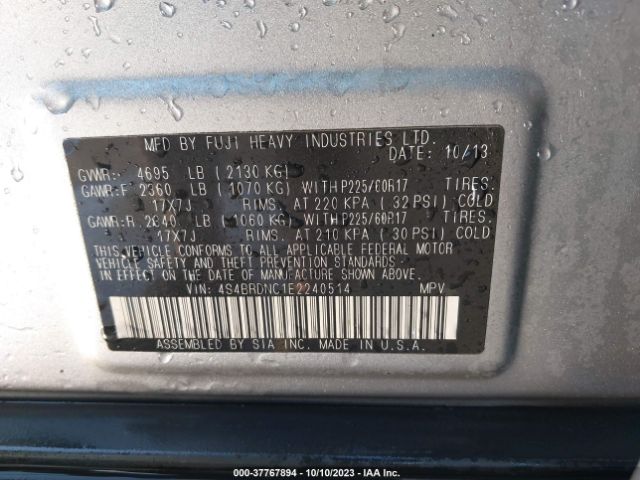 MFD BY FUJI HEAVY INDUSTRIES LTD.
DATE: 10/13
GVWR: 4695 LB (2130 KG)
GAWR:F 2360 LB (1070 KG) WITH P225/60R17 TIRES.
17X7J RIMS. AT 220 KPA (32 PSI) COLD
GAWR:R 2340 LB (1060 KG) WITH P225/60R17 TIRES.
17X7J RIMS. AT 210 KPA (30 PSI) COLD
THIS VEHICLE CONFORMS TO ALL APPLICABLE FEDERAL MOTOR
VEHICLE SAFETY AND THEFT PREVENTION STANDARDS
IN EFFECT ON THE DATE OF MANUFACTURE SHOWN ABOVE.
VIN: 4S4BRDNC1E2240514 MPV
ASSEMBLED BY SIA INC. MADE IN U.S.A.
00-37767894 - 10/10/2023 - IAA Inc.